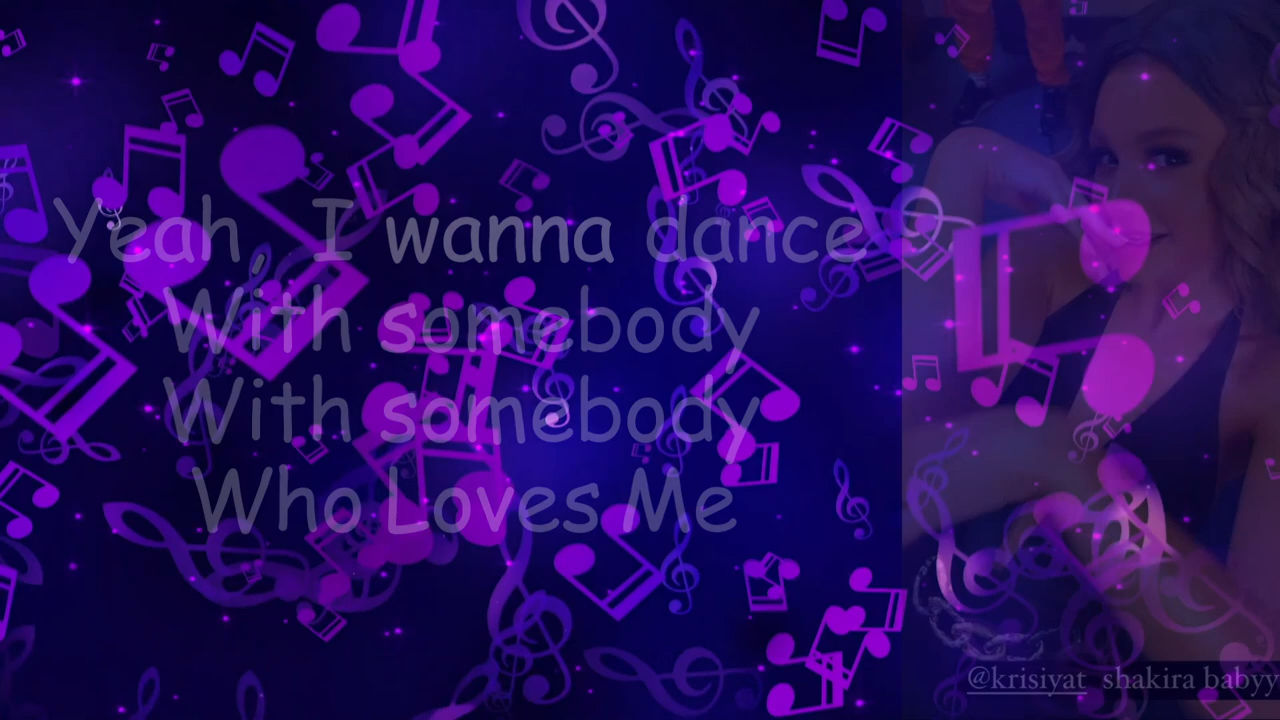 Yeah I wanna dance
With somebody
With somebody
Who Loves Me
@krisiyat shakira babyy